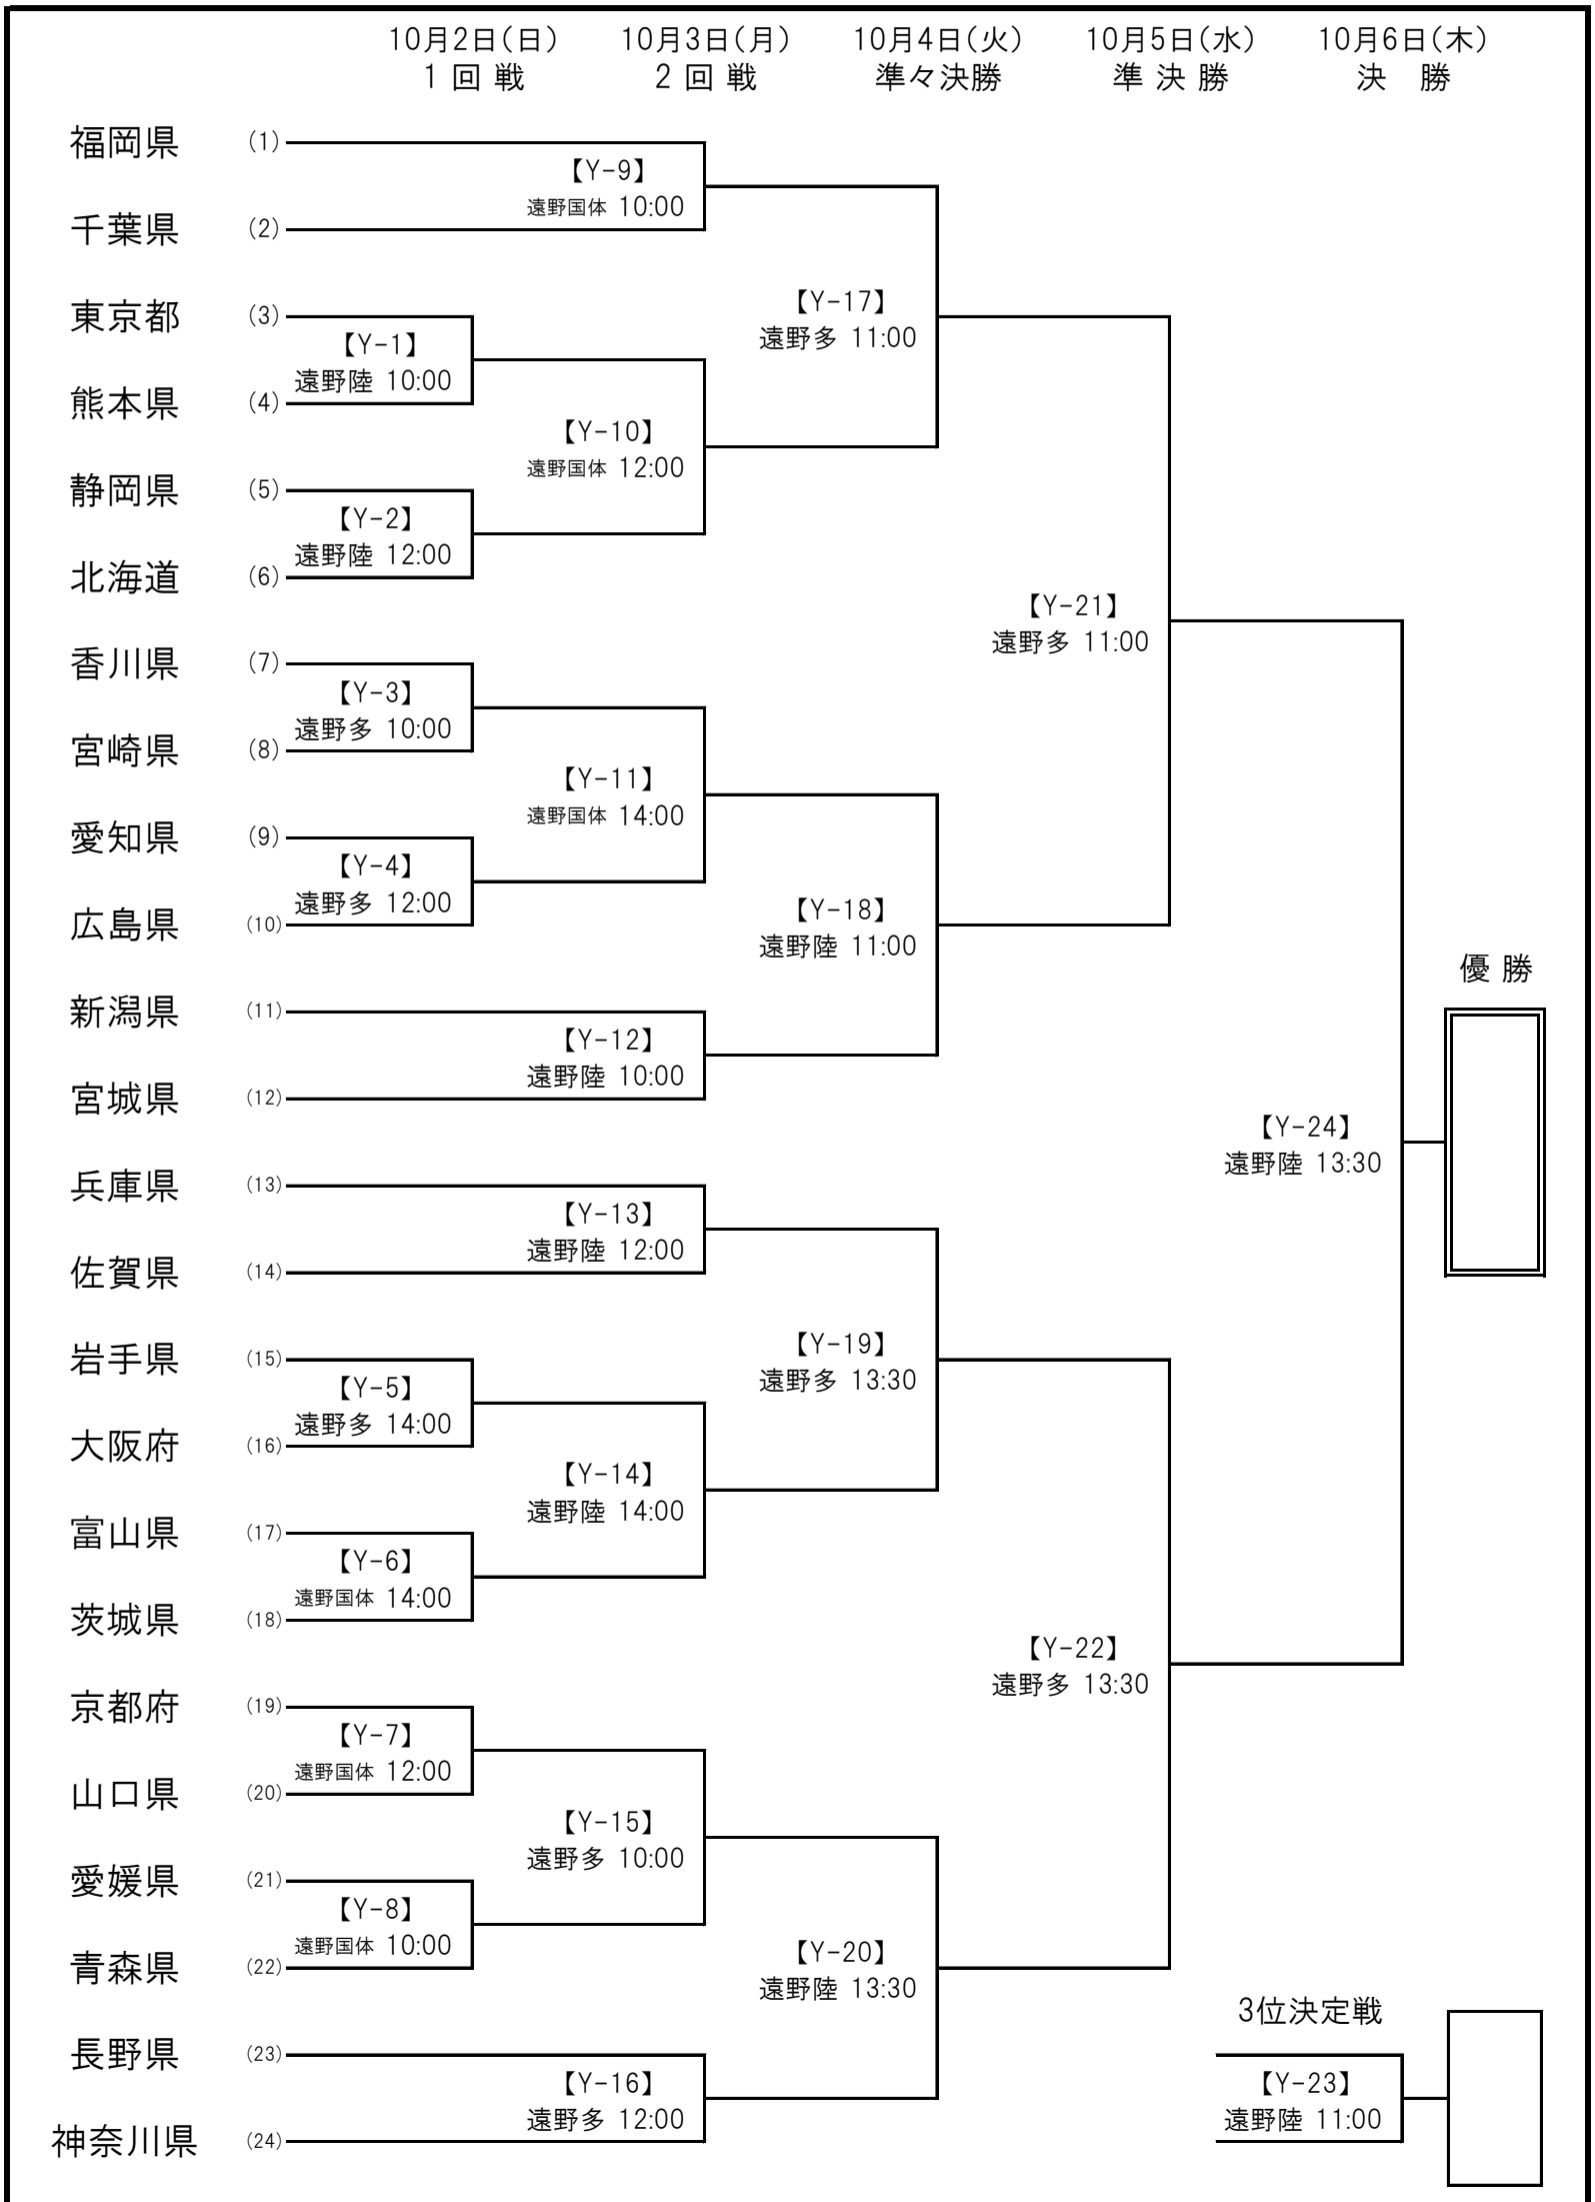 10月2日(日) 10月3日(月) 10月4日(火) 10月5日(水) 10月6日(木)
1 回 戦 2 回 戦 準々決勝 準 決 勝 決 勝
福岡県 (1)
【Y-9】
遠野国体 10:00
千葉県 (2)
【Y-17】
遠野多 11:00
東京都 (3)
【Y-1】
遠野陸 10:00
熊本県 (4)
【Y-10】
遠野国体 12:00
静岡県 (5)
【Y-2】
遠野陸 12:00
北海道 (6)
【Y-21】
遠野多 11:00
香川県 (7)
【Y-3】
遠野多 10:00
宮崎県 (8)
【Y-11】
遠野国体 14:00
愛知県 (9)
【Y-4】
遠野多 12:00
広島県 (10)
【Y-18】
遠野陸 11:00
優 勝
新潟県 (11)
【Y-12】
遠野陸 10:00
宮城県 (12)
【Y-24】
遠野陸 13:30
兵庫県 (13)
【Y-13】
遠野陸 12:00
佐賀県 (14)
【Y-19】
遠野多 13:30
岩手県 (15)
【Y-5】
遠野多 14:00
大阪府 (16)
【Y-14】
遠野陸 14:00
富山県 (17)
【Y-6】
遠野国体 14:00
茨城県 (18)
【Y-22】
遠野多 13:30
京都府 (19)
【Y-7】
遠野国体 12:00
山口県 (20)
【Y-15】
遠野多 10:00
愛媛県 (21)
【Y-8】
遠野国体 10:00
青森県 (22)
【Y-20】
遠野陸 13:30
3位決定戦
長野県 (23)
【Y-16】 【Y-23】
遠野多 12:00 遠野陸 11:00
神奈川県 (24)